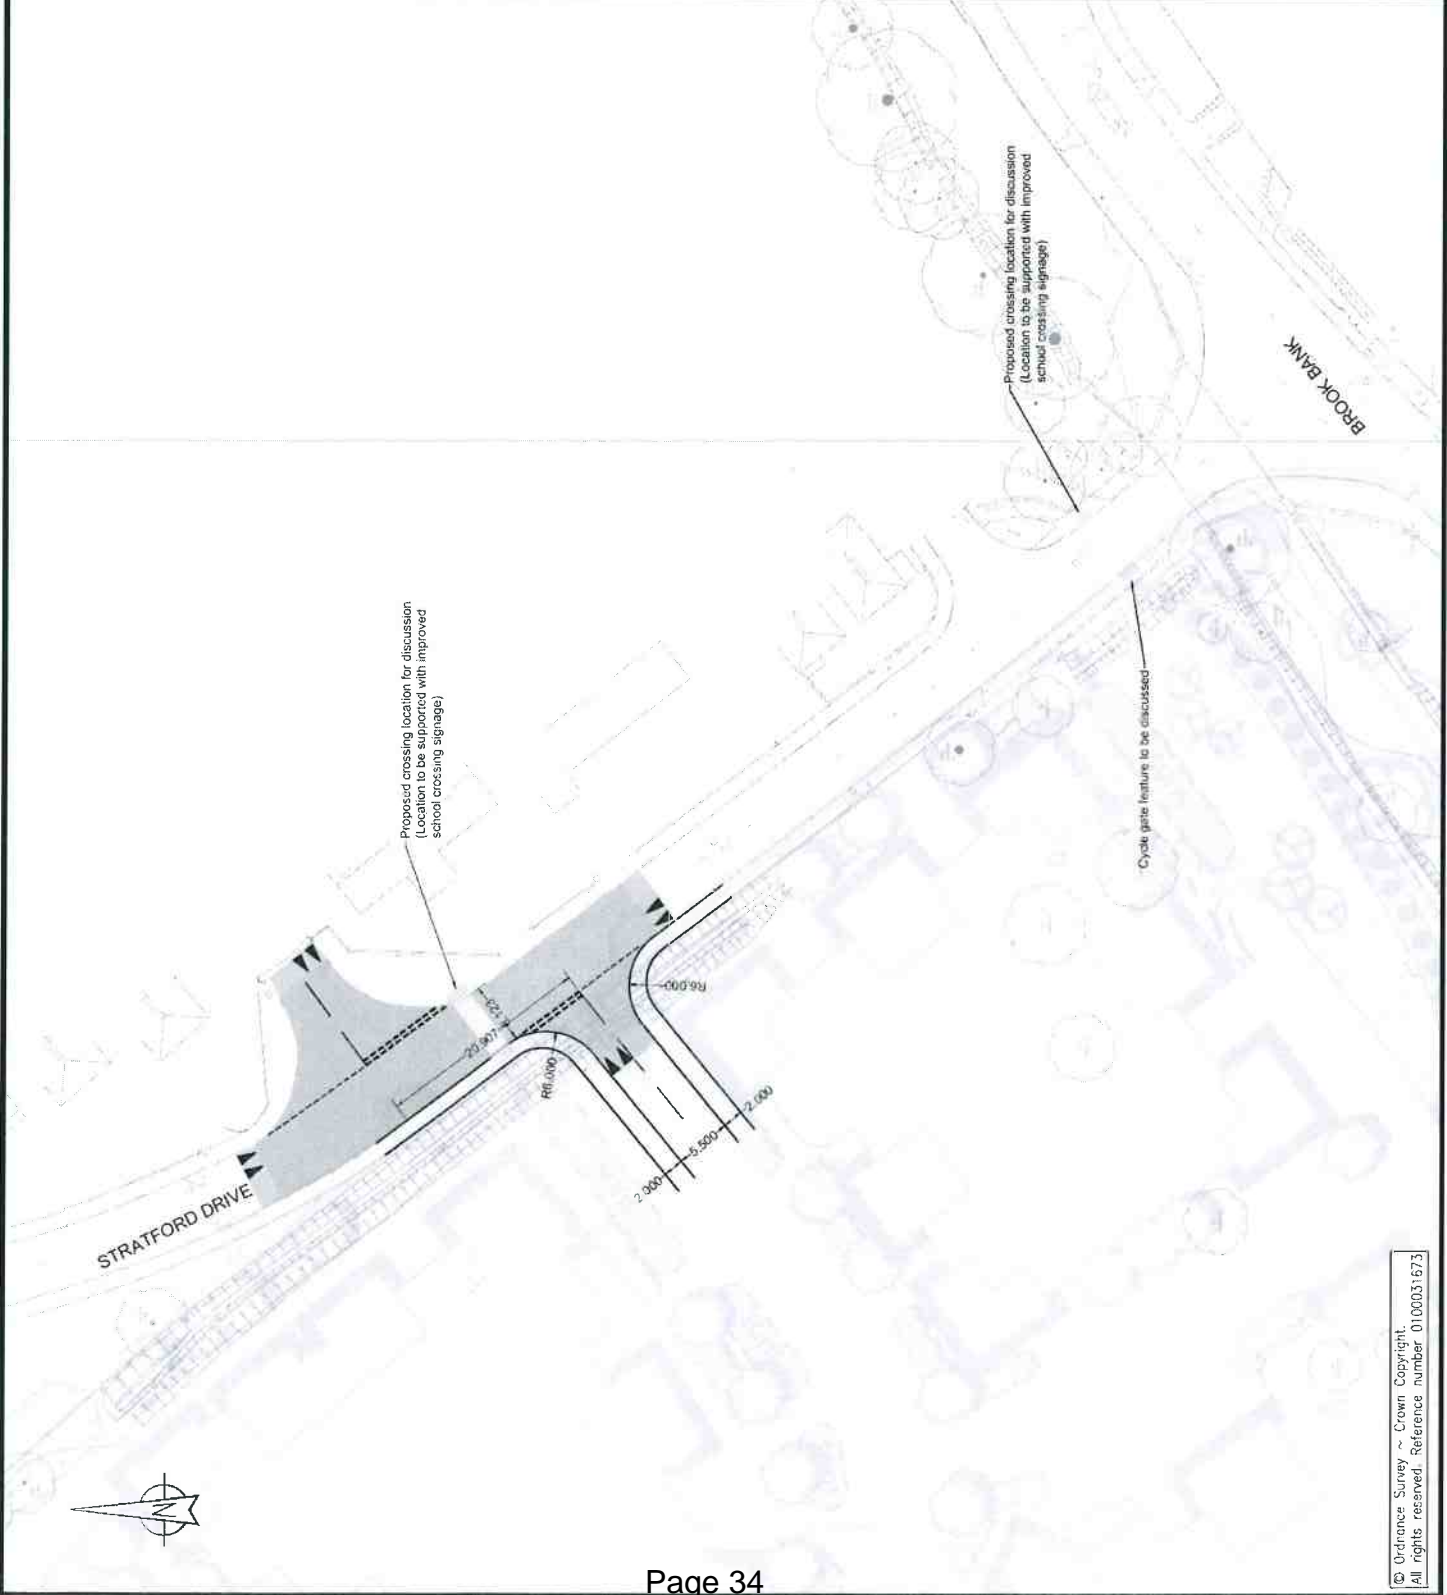 Proposed crossing location for discussion
(Location to be supported with improved
school crossing signage)
Proposed crossing location for discussion
(Location to be supported with improved
school crossing signage)
Cycle gate feature to be discussed
STRATFORD DRIVE
BROOK BANK
20.907
R6.000
R6.000
2.000
5.500
2.000
N
© Ordnance Survey ~ Crown Copyright.
All rights reserved. Reference number 0100031673
Page 34